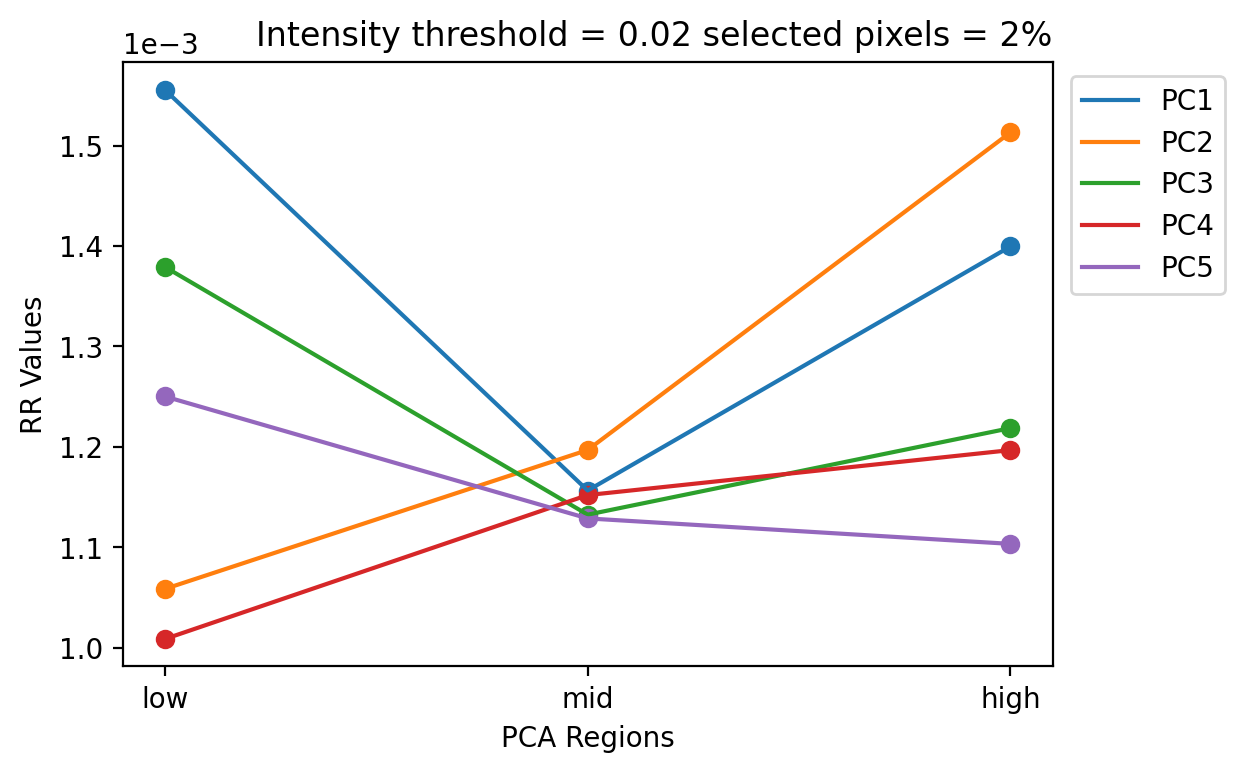 Intensity threshold = 0.02 selected pixels = 2%
1e−3
1.5
1.4
1.3
1.2
1.1
1.0
RR Values
low mid high
PCA Regions
PC1
PC2
PC3
PC4
PC5